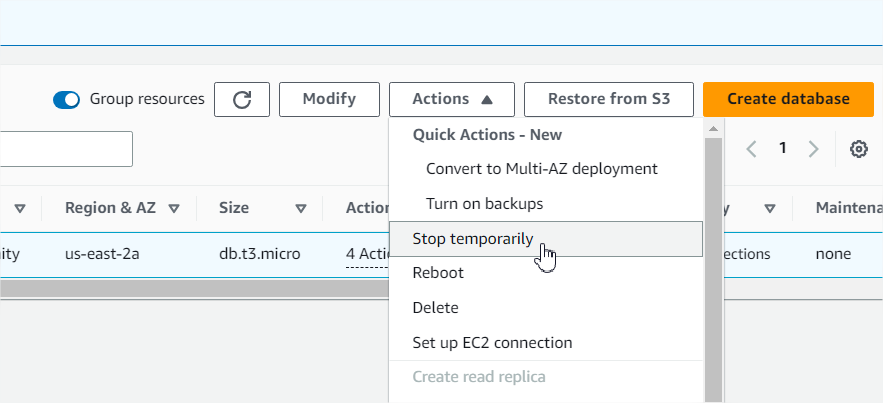 Group resources Modify Actions Restore from S3 Create database
Quick Actions - New
1
Convert to Multi-AZ deployment
Turn on backups
Region & AZ Size Action y Maintena
Stop temporarily
ity us-east-2a db.t3.micro 4 Actio ections none
Reboot
Delete
Set up EC2 connection
Create read replica